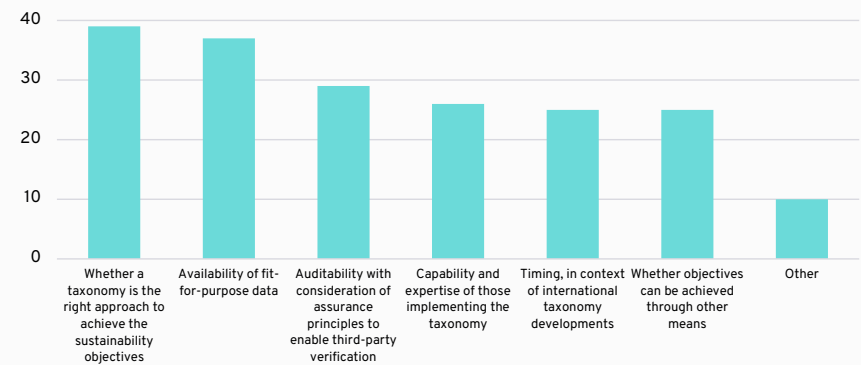 40
30
20
10
0
Whether a
taxonomy is the
right approach to
achieve the
sustainability
objectives
Availability of fit-
for-purpose data
Auditability with
consideration of
assurance
principles to
enable third-party
verification
Capability and
expertise of those
implementing the
taxonomy
Timing, in context
of international
taxonomy
developments
Whether objectives
can be achieved
through other
means
Other